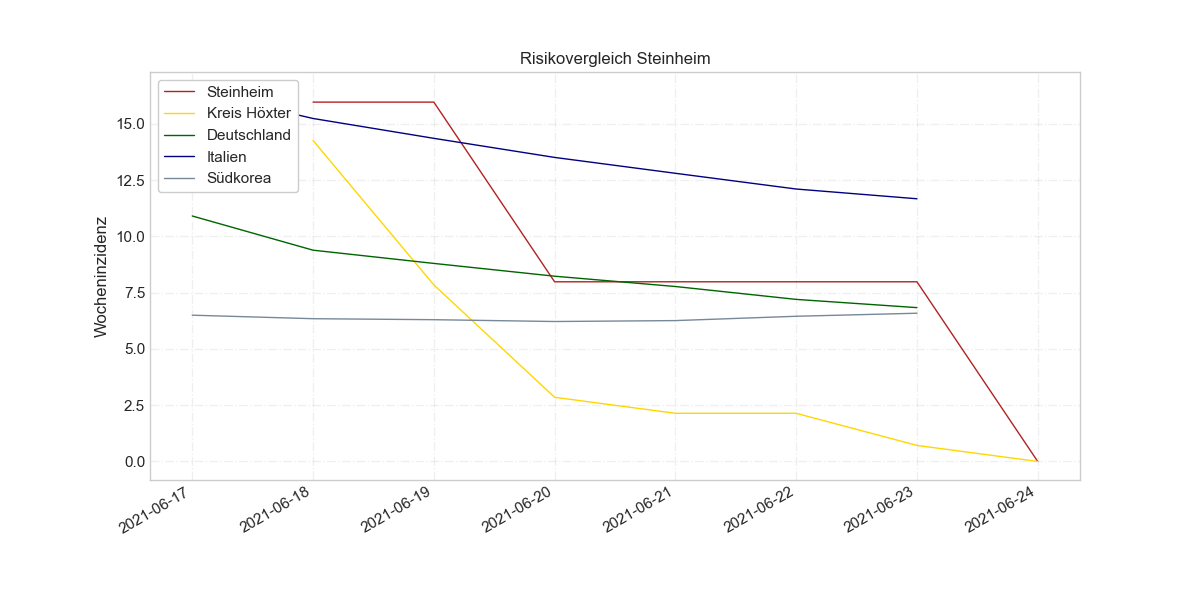 Risikovergleich Steinheim
Steinheim
Kreis Höxter
Deutschland
Italien
Südkorea
Wocheninzidenz
15.0
12.5
10.0
7.5
5.0
2.5
0.0
2021-06-17
2021-06-18
2021-06-19
2021-06-20
2021-06-21
2021-06-22
2021-06-23
2021-06-24